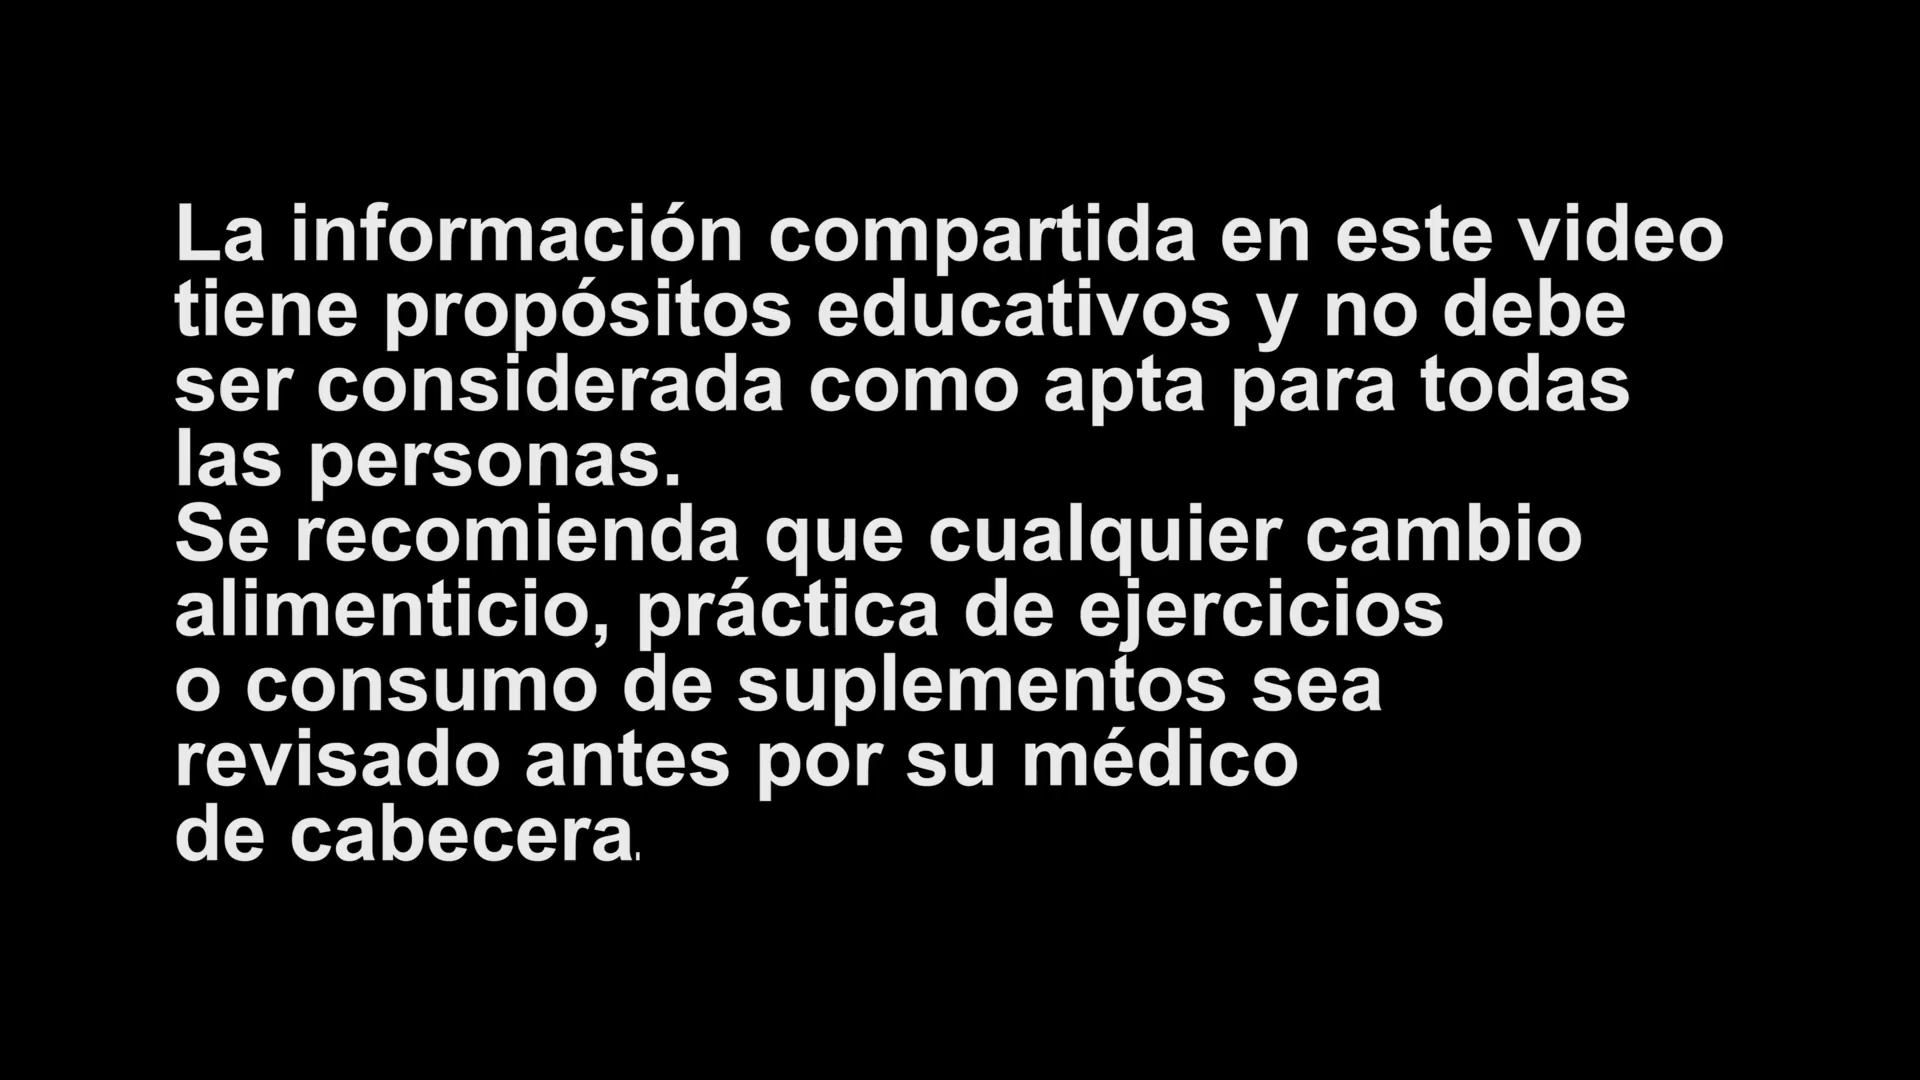 La información compartida en este video
tiene propósitos educativos y no debe
ser considerada como apta para todas
las personas.
Se recomienda que cualquier cambio
alimenticio, práctica de ejercicios
o consumo de suplementos sea
revisado antes por su médico
de cabecera.